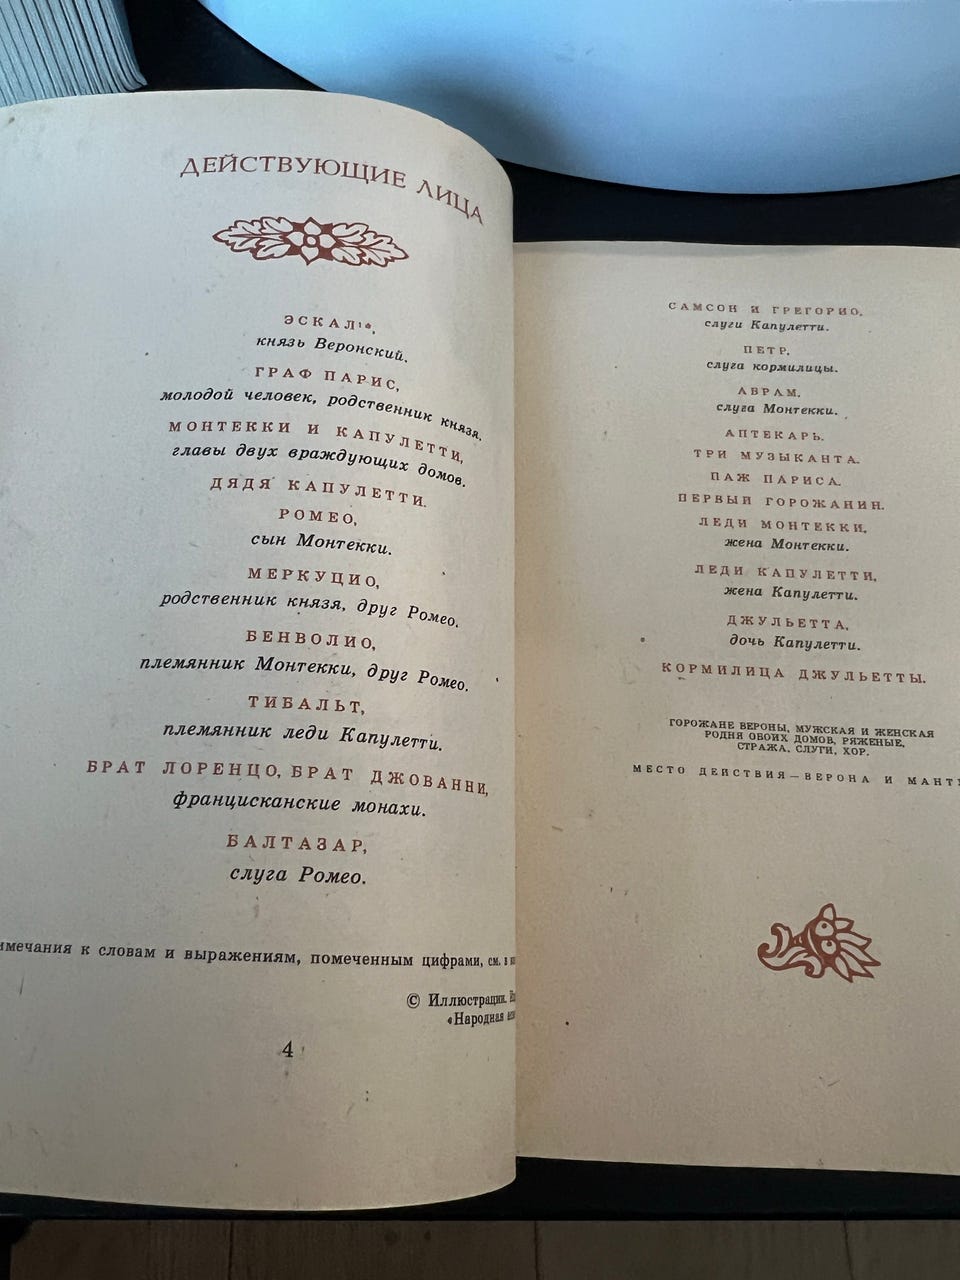 ДЕЙСТВУЮЩИЕ ЛИЦА
ЭСКАЛ¹*,
князь Веронский.
ГРАФ ПАРИС,
молодой человек, родственник князя.
МОНТЕККИ И КАПУЛЕТТИ,
главы двух враждующих домов.
ДЯДЯ КАПУЛЕТТИ.
РОМЕО,
сын Монтекки.
МЕРКУЦИО,
родственник князя, друг Ромео.
БЕНВОЛИО,
племянник Монтекки, друг Ромео.
ТИБАЛЬТ,
племянник леди Капулетти.
БРАТ ЛОРЕНЦО, БРАТ ДЖОВАННИ,
францисканские монахи.
БАЛТАЗАР,
слуга Ромео.
имечания к словам и выражениям, помеченным цифрами, см. в
© Иллюстрации.
«Народная
4
САМСОН И ГРЕГОРИО,
слуги Капулетти.
ПЕТР,
слуга кормилицы.
АБРАМ,
слуга Монтекки.
АПТЕКАРЬ.
ТРИ МУЗЫКАНТА.
ПАЖ ПАРИСА.
ПЕРВЫЙ ГОРОЖАНИН.
ЛЕДИ МОНТЕККИ,
жена Монтекки.
ЛЕДИ КАПУЛЕТТИ,
жена Капулетти.
ДЖУЛЬЕТТА,
дочь Капулетти.
КОРМИЛИЦА ДЖУЛЬЕТТЫ.
ГОРОЖАНЕ ВЕРОНЫ, МУЖСКАЯ И ЖЕНСКАЯ
РОДНЯ ОБОИХ ДОМОВ, РЯЖЕНЫЕ,
СТРАЖА, СЛУГИ, ХОР.
МЕСТО ДЕЙСТВИЯ — ВЕРОНА И МАНТ